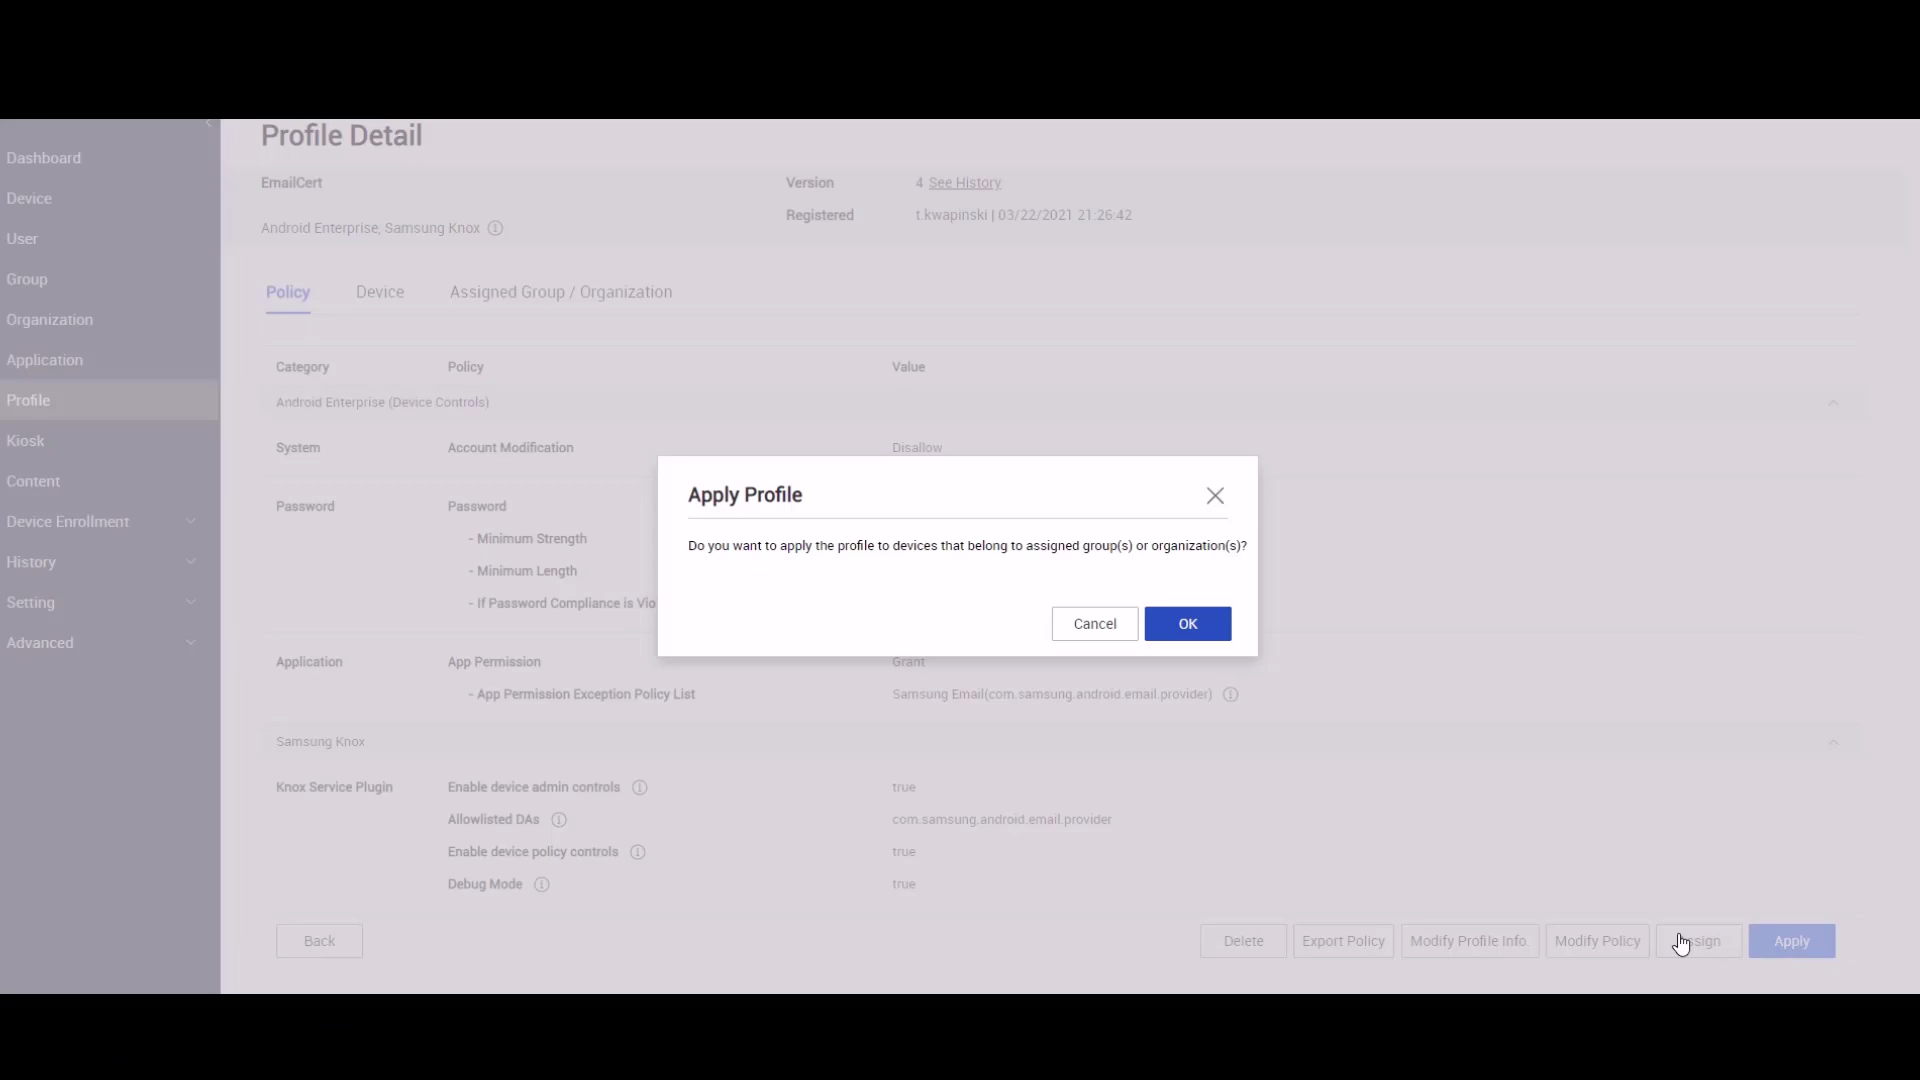 Profile Detail
Dashboard
Device
User
Group
Organization
Application
Profile
Kiosk
Content
Device Enrollment
History
Setting
Advanced
EmailCert
Android Enterprise, Samsung Knox
Version 4 See History
Registered t.kwapinski | 03/22/2021 21:26:42
Policy Device Assigned Group / Organization
Category Policy Value
Android Enterprise (Device Controls)
System Account Modification Disallow
Password Password
- Minimum Strength
- Minimum Length
- If Password Compliance is Vio
Apply Profile
Do you want to apply the profile to devices that belong to assigned group(s) or organization(s)?
Cancel OK
Application App Permission Grant
- App Permission Exception Policy List Samsung Email(com.samsung.android.email.provider)
Samsung Knox
Knox Service Plugin Enable device admin controls true
Allowlisted DAs com.samsung.android.email.provider
Enable device policy controls true
Debug Mode true
Back Delete Export Policy Modify Profile Info Modify Policy Apply